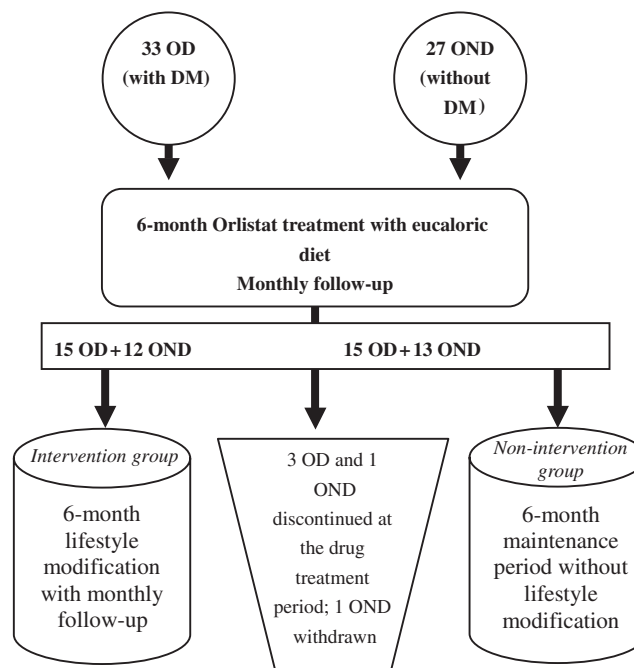 33 OD
(with DM)
27 OND
(without
DM)
6-month Orlistat treatment with eucaloric
diet
Monthly follow-up
15 OD+12 OND
15 OD+13 OND
Intervention group
6-month
lifestyle
modification
with monthly
follow-up
3 OD and 1
OND
discontinued at
the drug
treatment
period; 1 OND
withdrawn
Non-intervention
group
6-month
maintenance
period without
lifestyle
modification